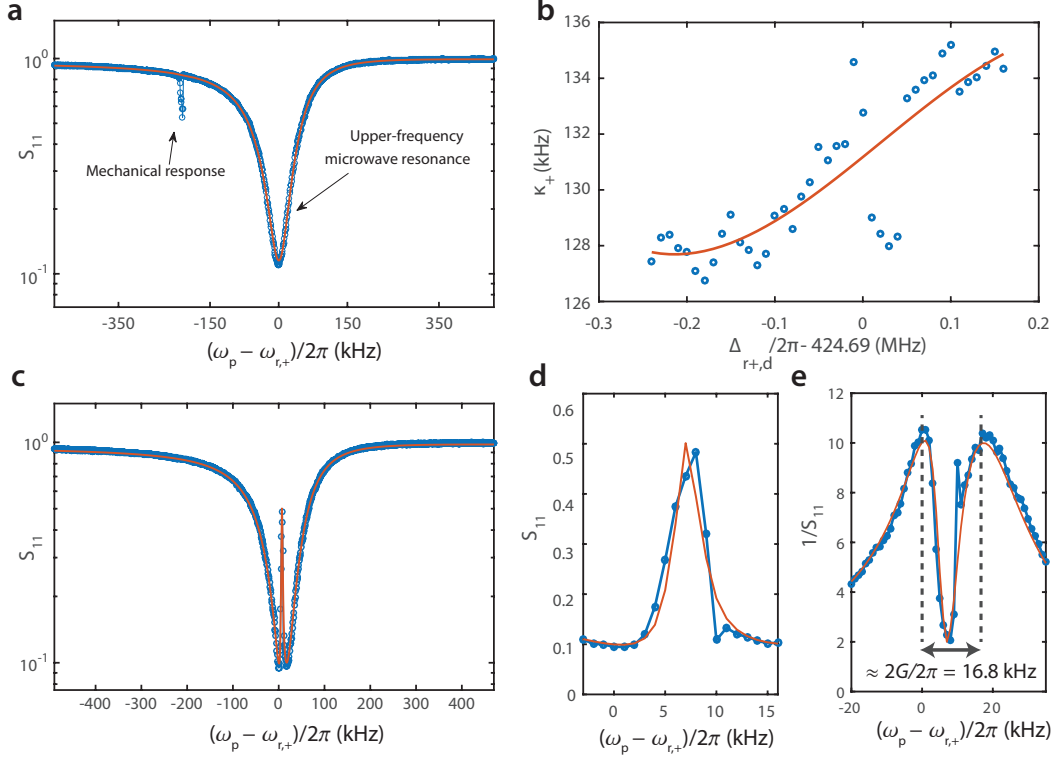 a
10⁰
S₁₁
Mechanical response
Upper-frequency
microwave resonance
10⁻¹
-350 -150 0 150 350
(ωₚ − ωᵣ,₊)/2π (kHz)
b
136
134
132
130
128
126
κ₊ (kHz)
-0.3 -0.2 -0.1 0 0.1 0.2
Δᵣ₊,d /2π - 424.69 (MHz)
c
10⁰
S₁₁
10⁻¹
-400 -300 -200 -100 0 100 200 300 400
(ωₚ − ωᵣ,₊)/2π (kHz)
d
0.6
0.5
0.4
0.3
0.2
0.1
0
S₁₁
0 5 10 15
(ωₚ − ωᵣ,₊)/2π (kHz)
e
12
10
8
6
4
2
0
1/S₁₁
≈ 2G/2π = 16.8 kHz
-20 0 20
(ωₚ − ωᵣ,₊)/2π (kHz)